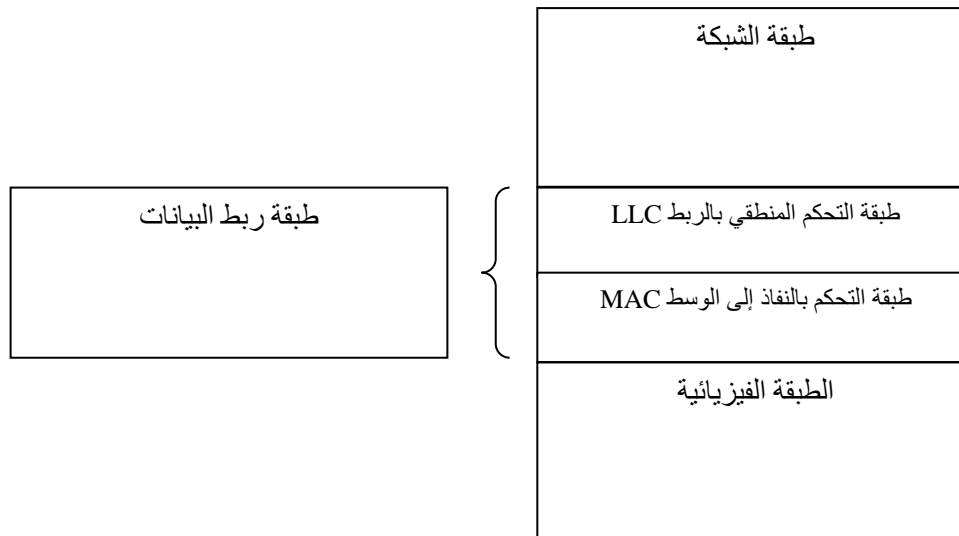 طبقة الشبكة
طبقة ربط البيانات
طبقة التحكم المنطقي بالربط LLC
طبقة التحكم بالنفاذ إلى الوسط MAC
الطبقة الفيزيائية